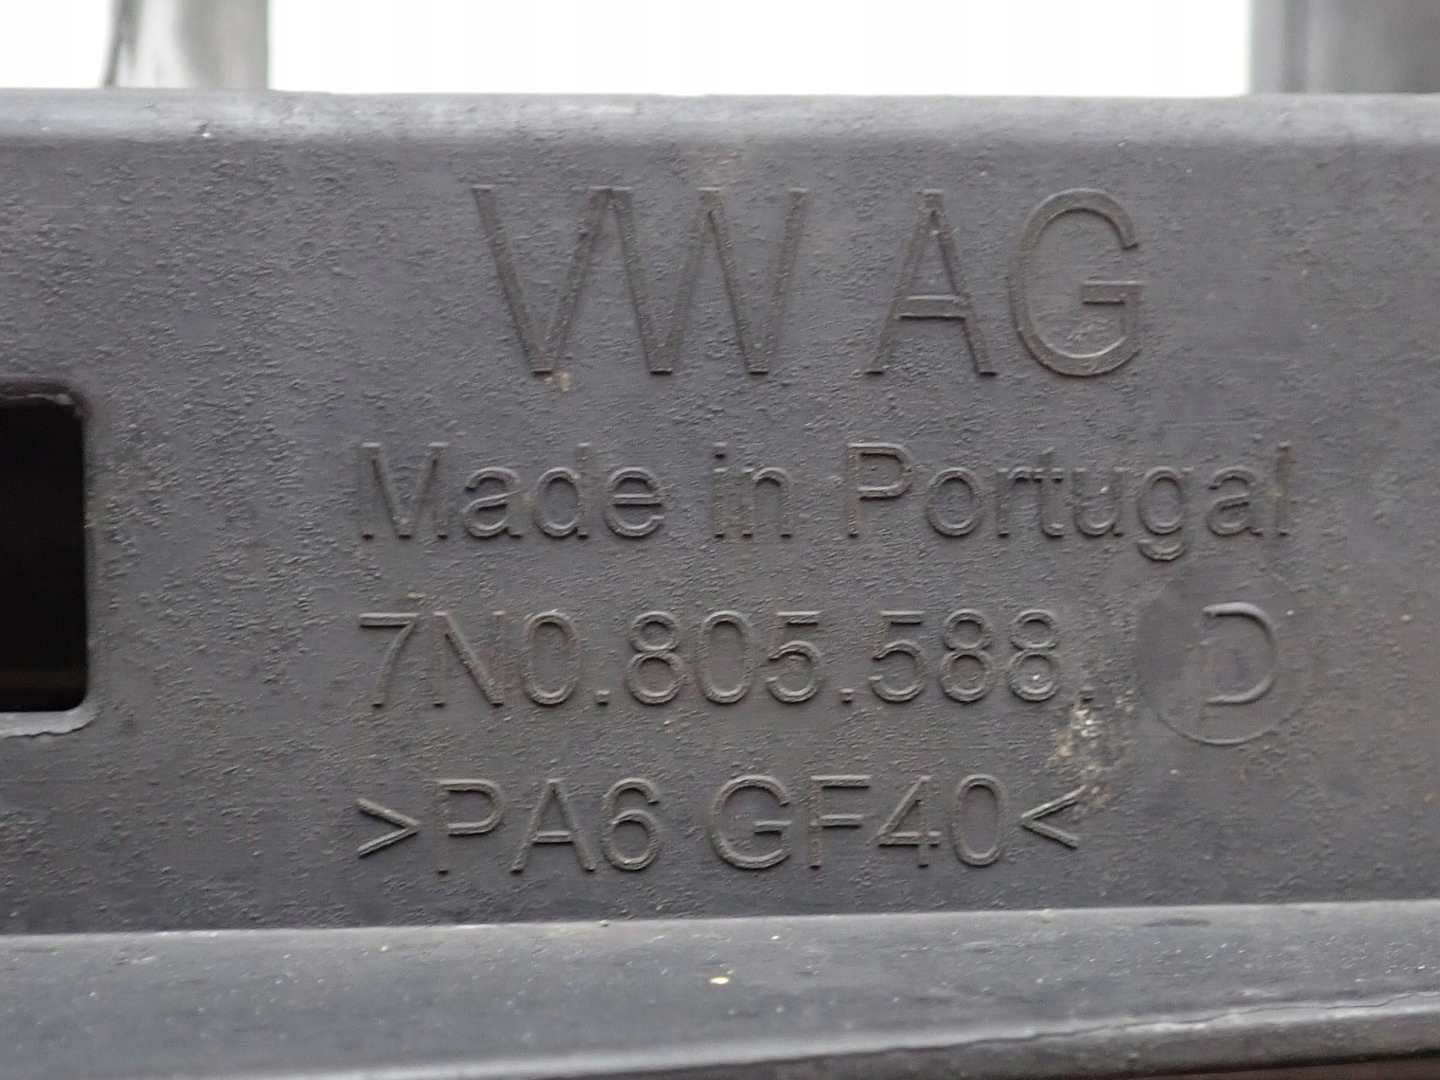 VW AG
Made in Portugal
7N0.805.588. D
>PA6 GF40<